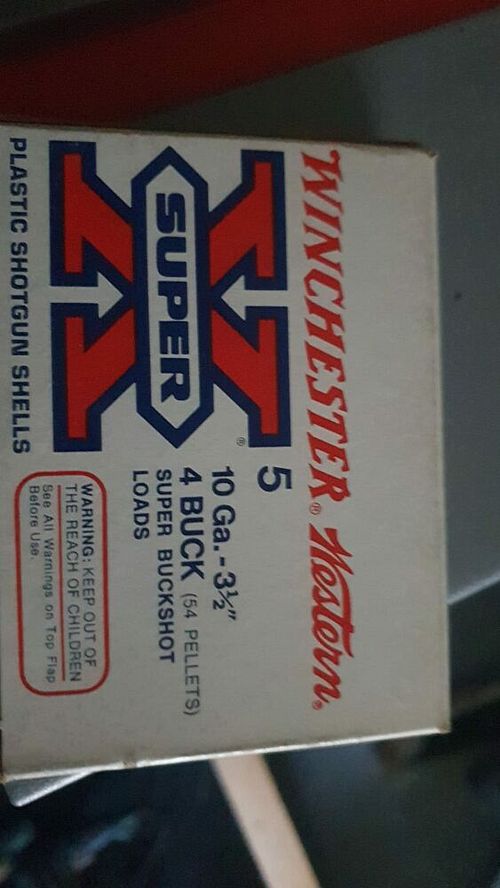 WINCHESTER® Western®
SUPER X®
5
10 Ga. - 3½"
4 BUCK (54 PELLETS)
SUPER BUCKSHOT
LOADS
PLASTIC SHOTGUN SHELLS
WARNING: KEEP OUT OF
THE REACH OF CHILDREN
See All Warnings on Top Flap
Before Use.